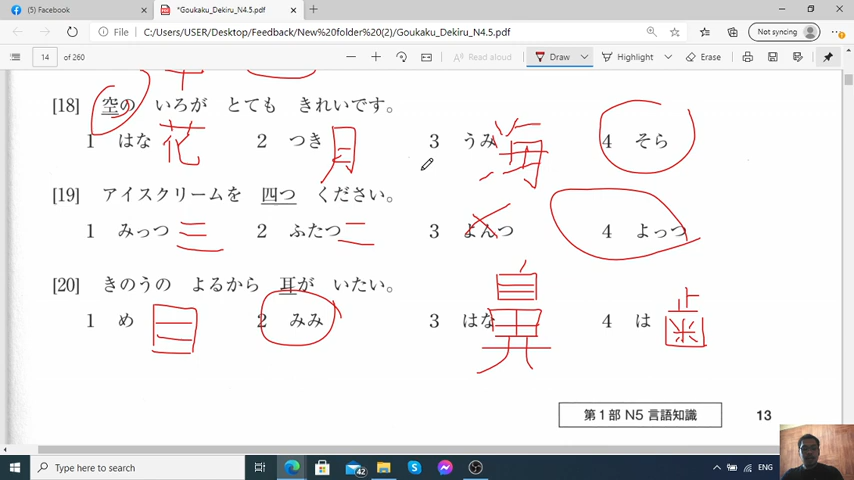 (5) Facebook
*Goukaku_Dekiru_N4.5.pdf
File
C:/Users/USER/Desktop/Feedback/New%20folder%20(2)/Goukaku_Dekiru_N4.5.pdf
Not syncing
14 of 260
Read aloud
Draw
Highlight
Erase
[18] 空の いろが とても きれいです。
1 はな 花 2 つき 月 3 うみ 海 4 そら
[19] アイスクリームを 四つ ください。
1 みっつ 三 2 ふたつ 二 3 よんつ 4 よっつ
[20] きのうの よるから 耳が いたい。
1 め 目 2 みみ 3 はな 鼻 4 は 歯
第1部 N5 言語知識 13
Type here to search
42
ENG